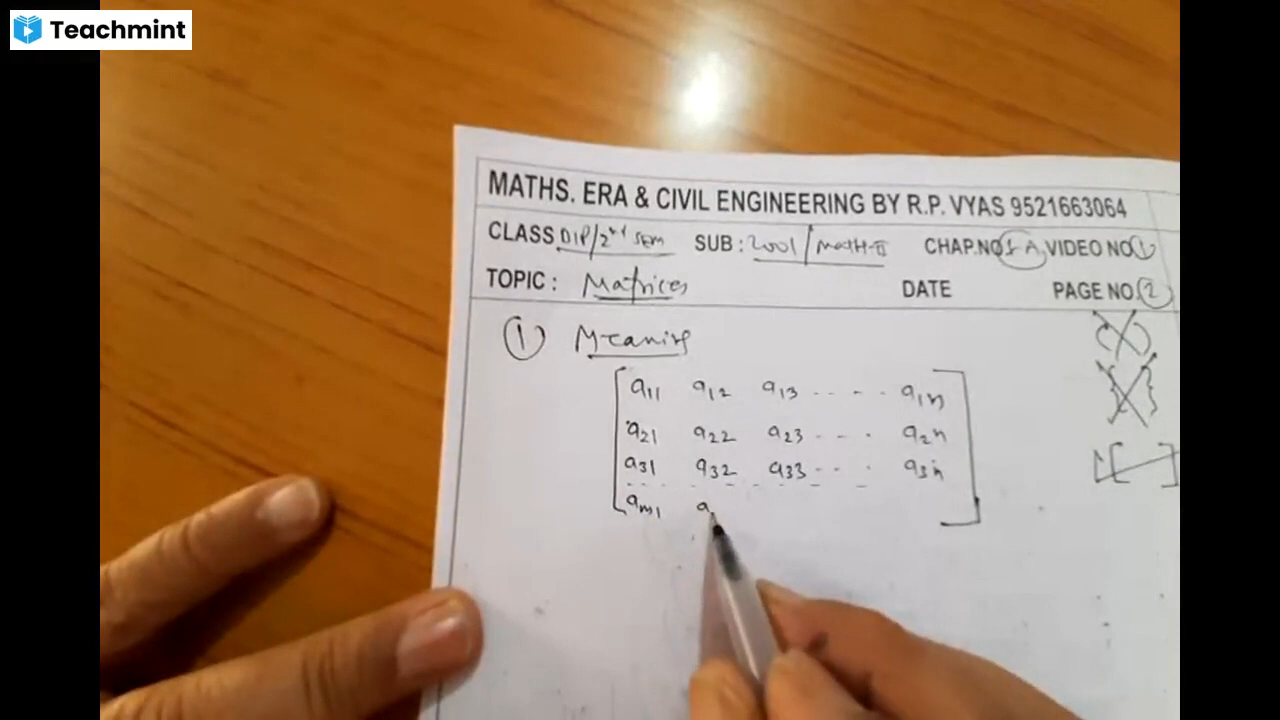 Teachmint
MATHS. ERA & CIVIL ENGINEERING BY R.P. VYAS 9521663064
CLASS DIP/2nd SEM SUB : 2001/MATH-II CHAP.NO 1-A, VIDEO NO 1
TOPIC : Matrices DATE PAGE NO. 2
1 Meaning
a11 a12 a13 - - - - a1n
a21 a22 a23 - - - . a2n
a31 a32 a33 - - . a3n
am1 a